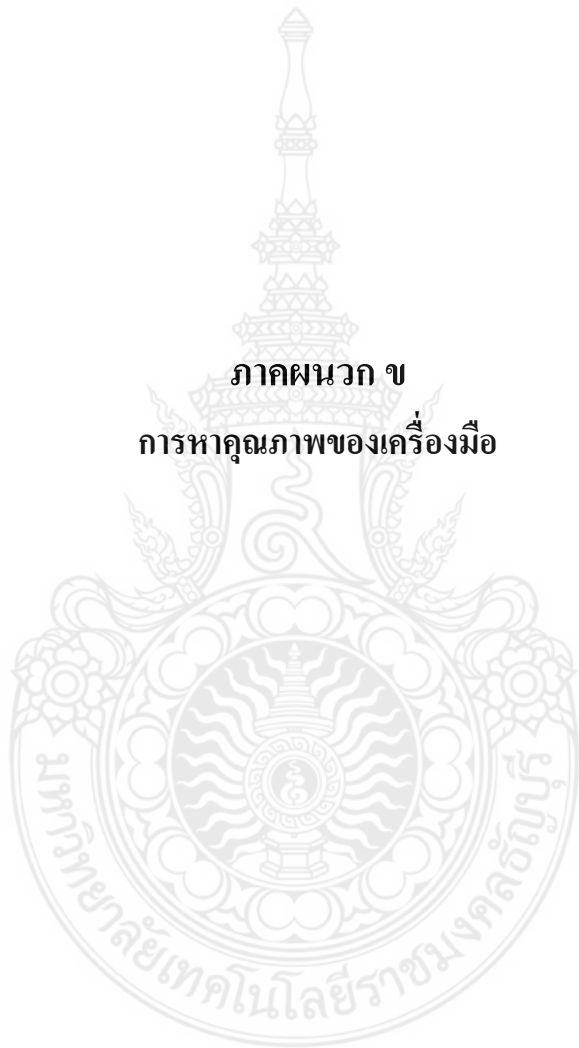 ภาคผนวก ข
การหาคุณภาพของเครื่องมือ
มหาวิทยาลัยเทคโนโลยีราชมงคลธัญบุรี